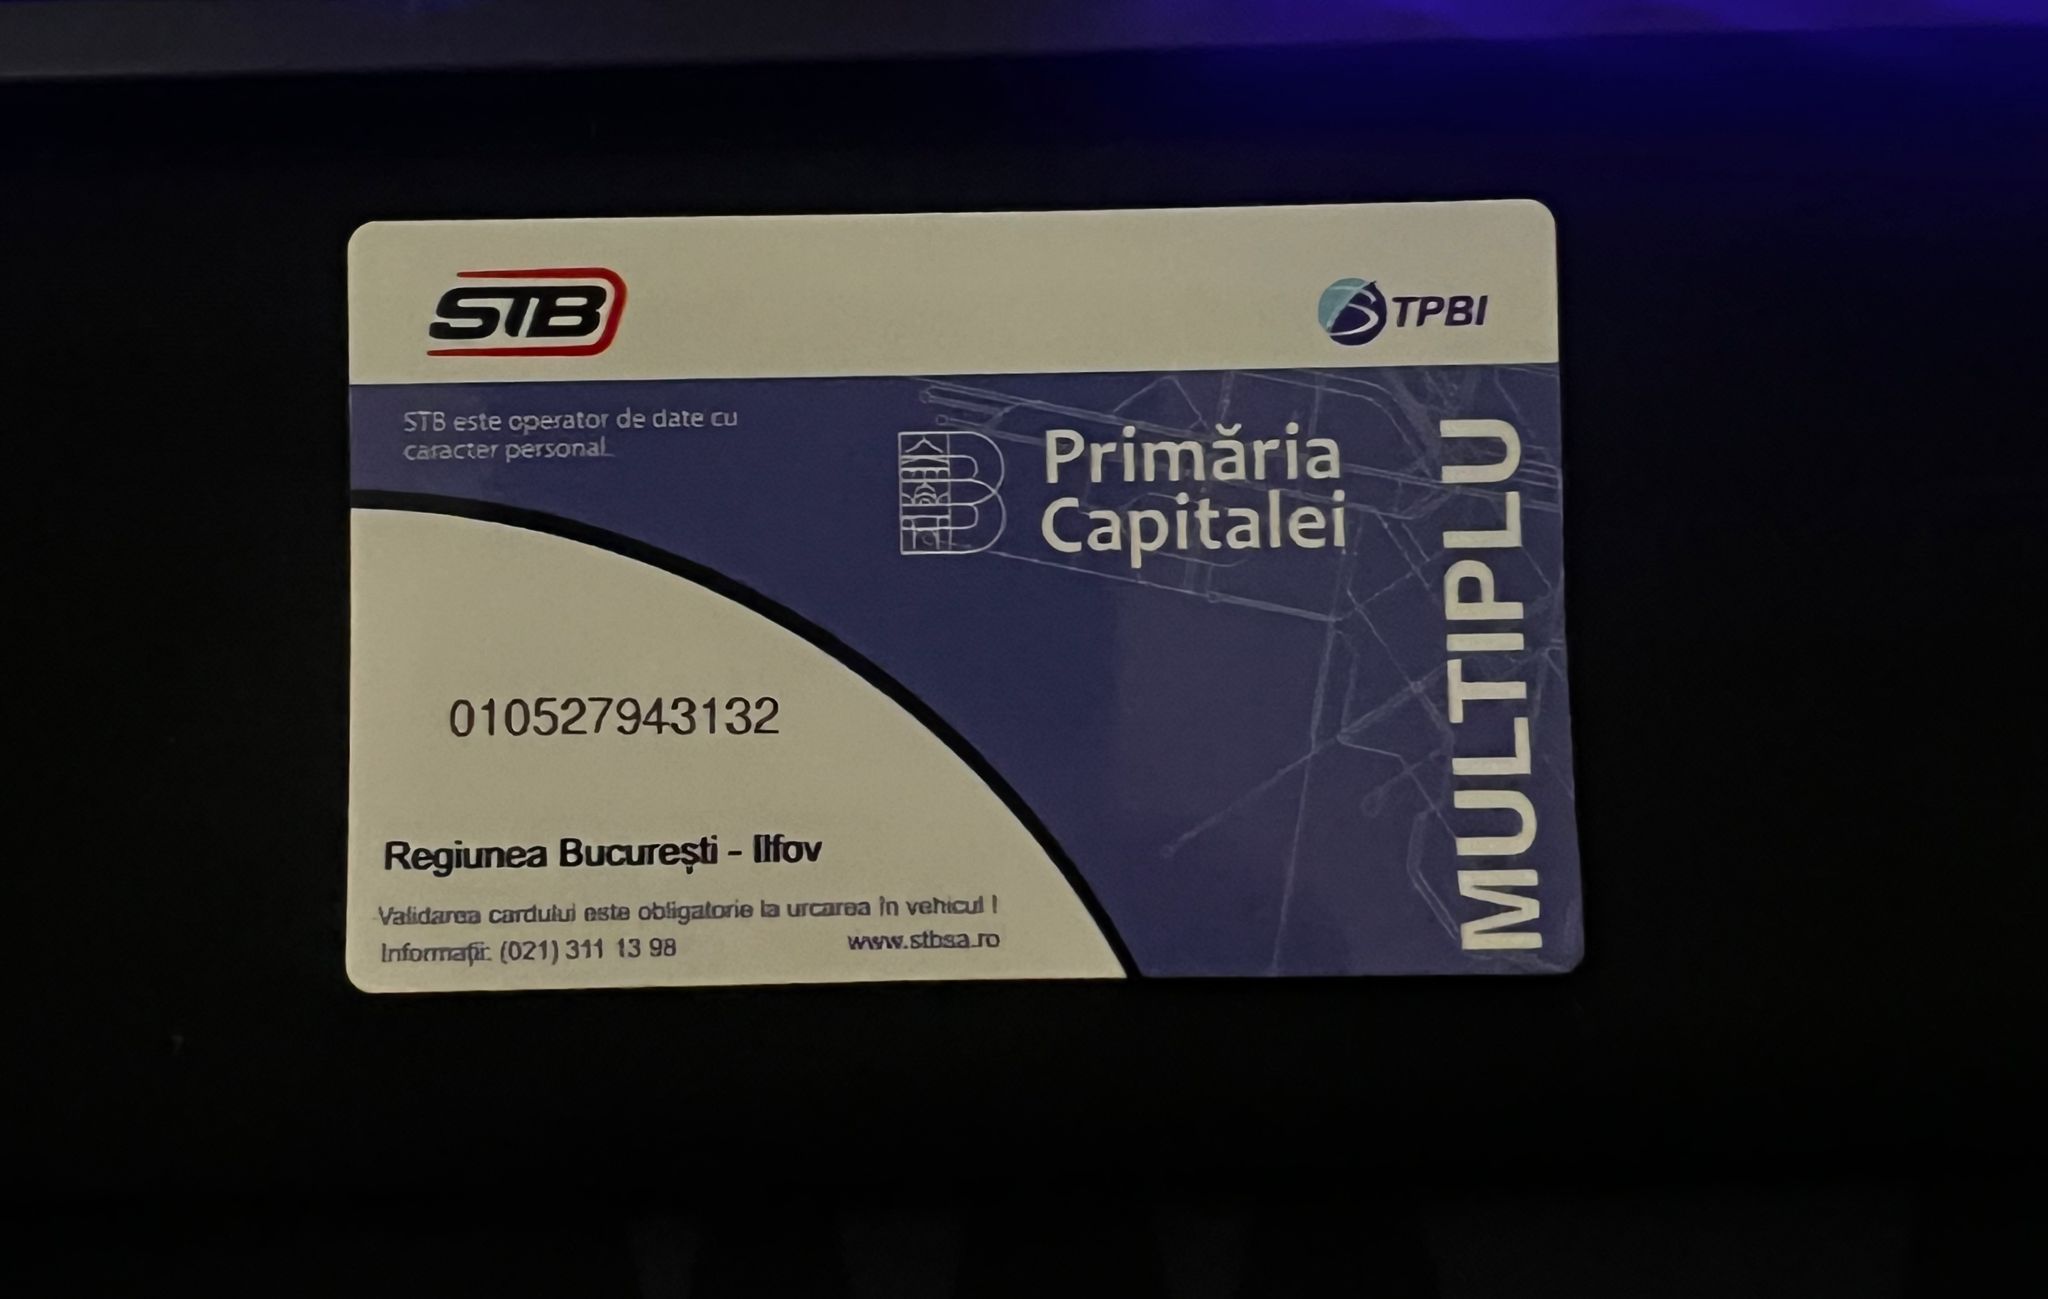 STB
TPBI
STB este operator de date cu
caracter personal
Primăria
Capitalei
MULTIPLU
010527943132
Regiunea București - Ilfov
Validarea cardului este obligatorie la urcarea în vehicul !
Informații: (021) 311 13 98
www.stbsa.ro